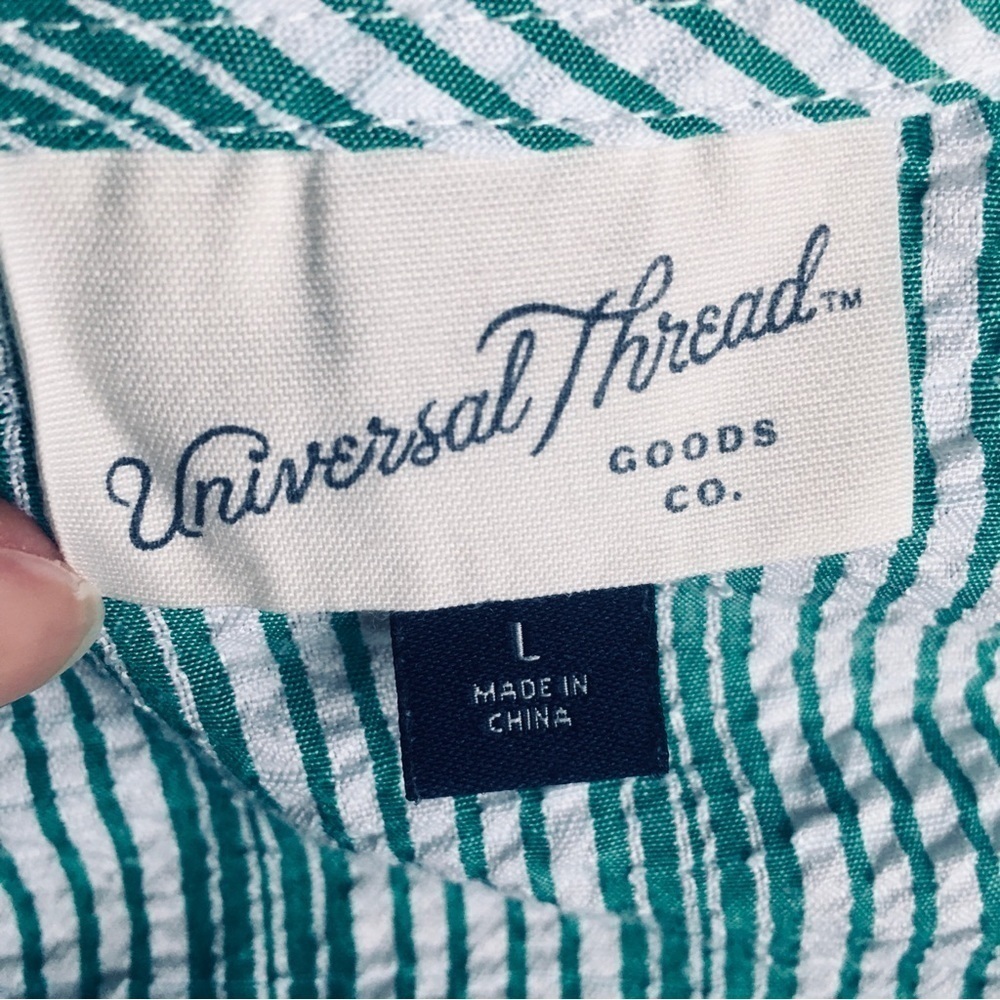 Universal Thread™
GOODS
CO.
L
MADE IN
CHINA